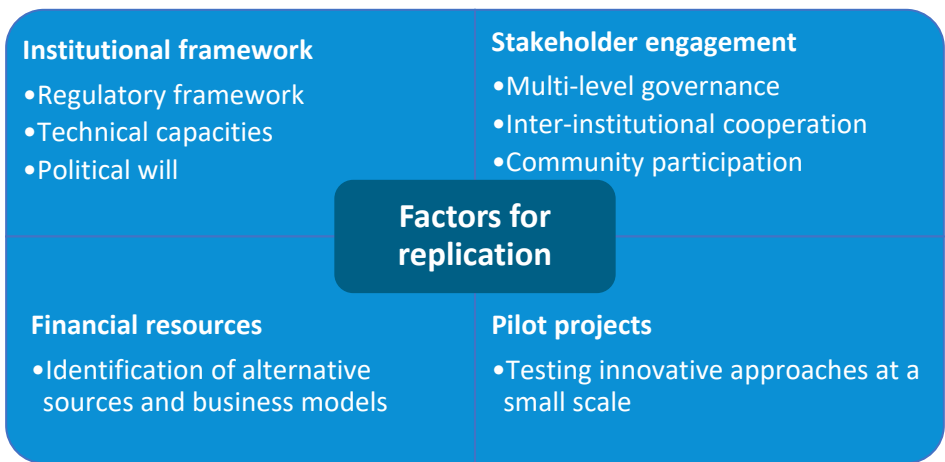 Institutional framework
•Regulatory framework
•Technical capacities
•Political will
Stakeholder engagement
•Multi-level governance
•Inter-institutional cooperation
•Community participation
Factors for
replication
Financial resources
•Identification of alternative
sources and business models
Pilot projects
•Testing innovative approaches at a
small scale